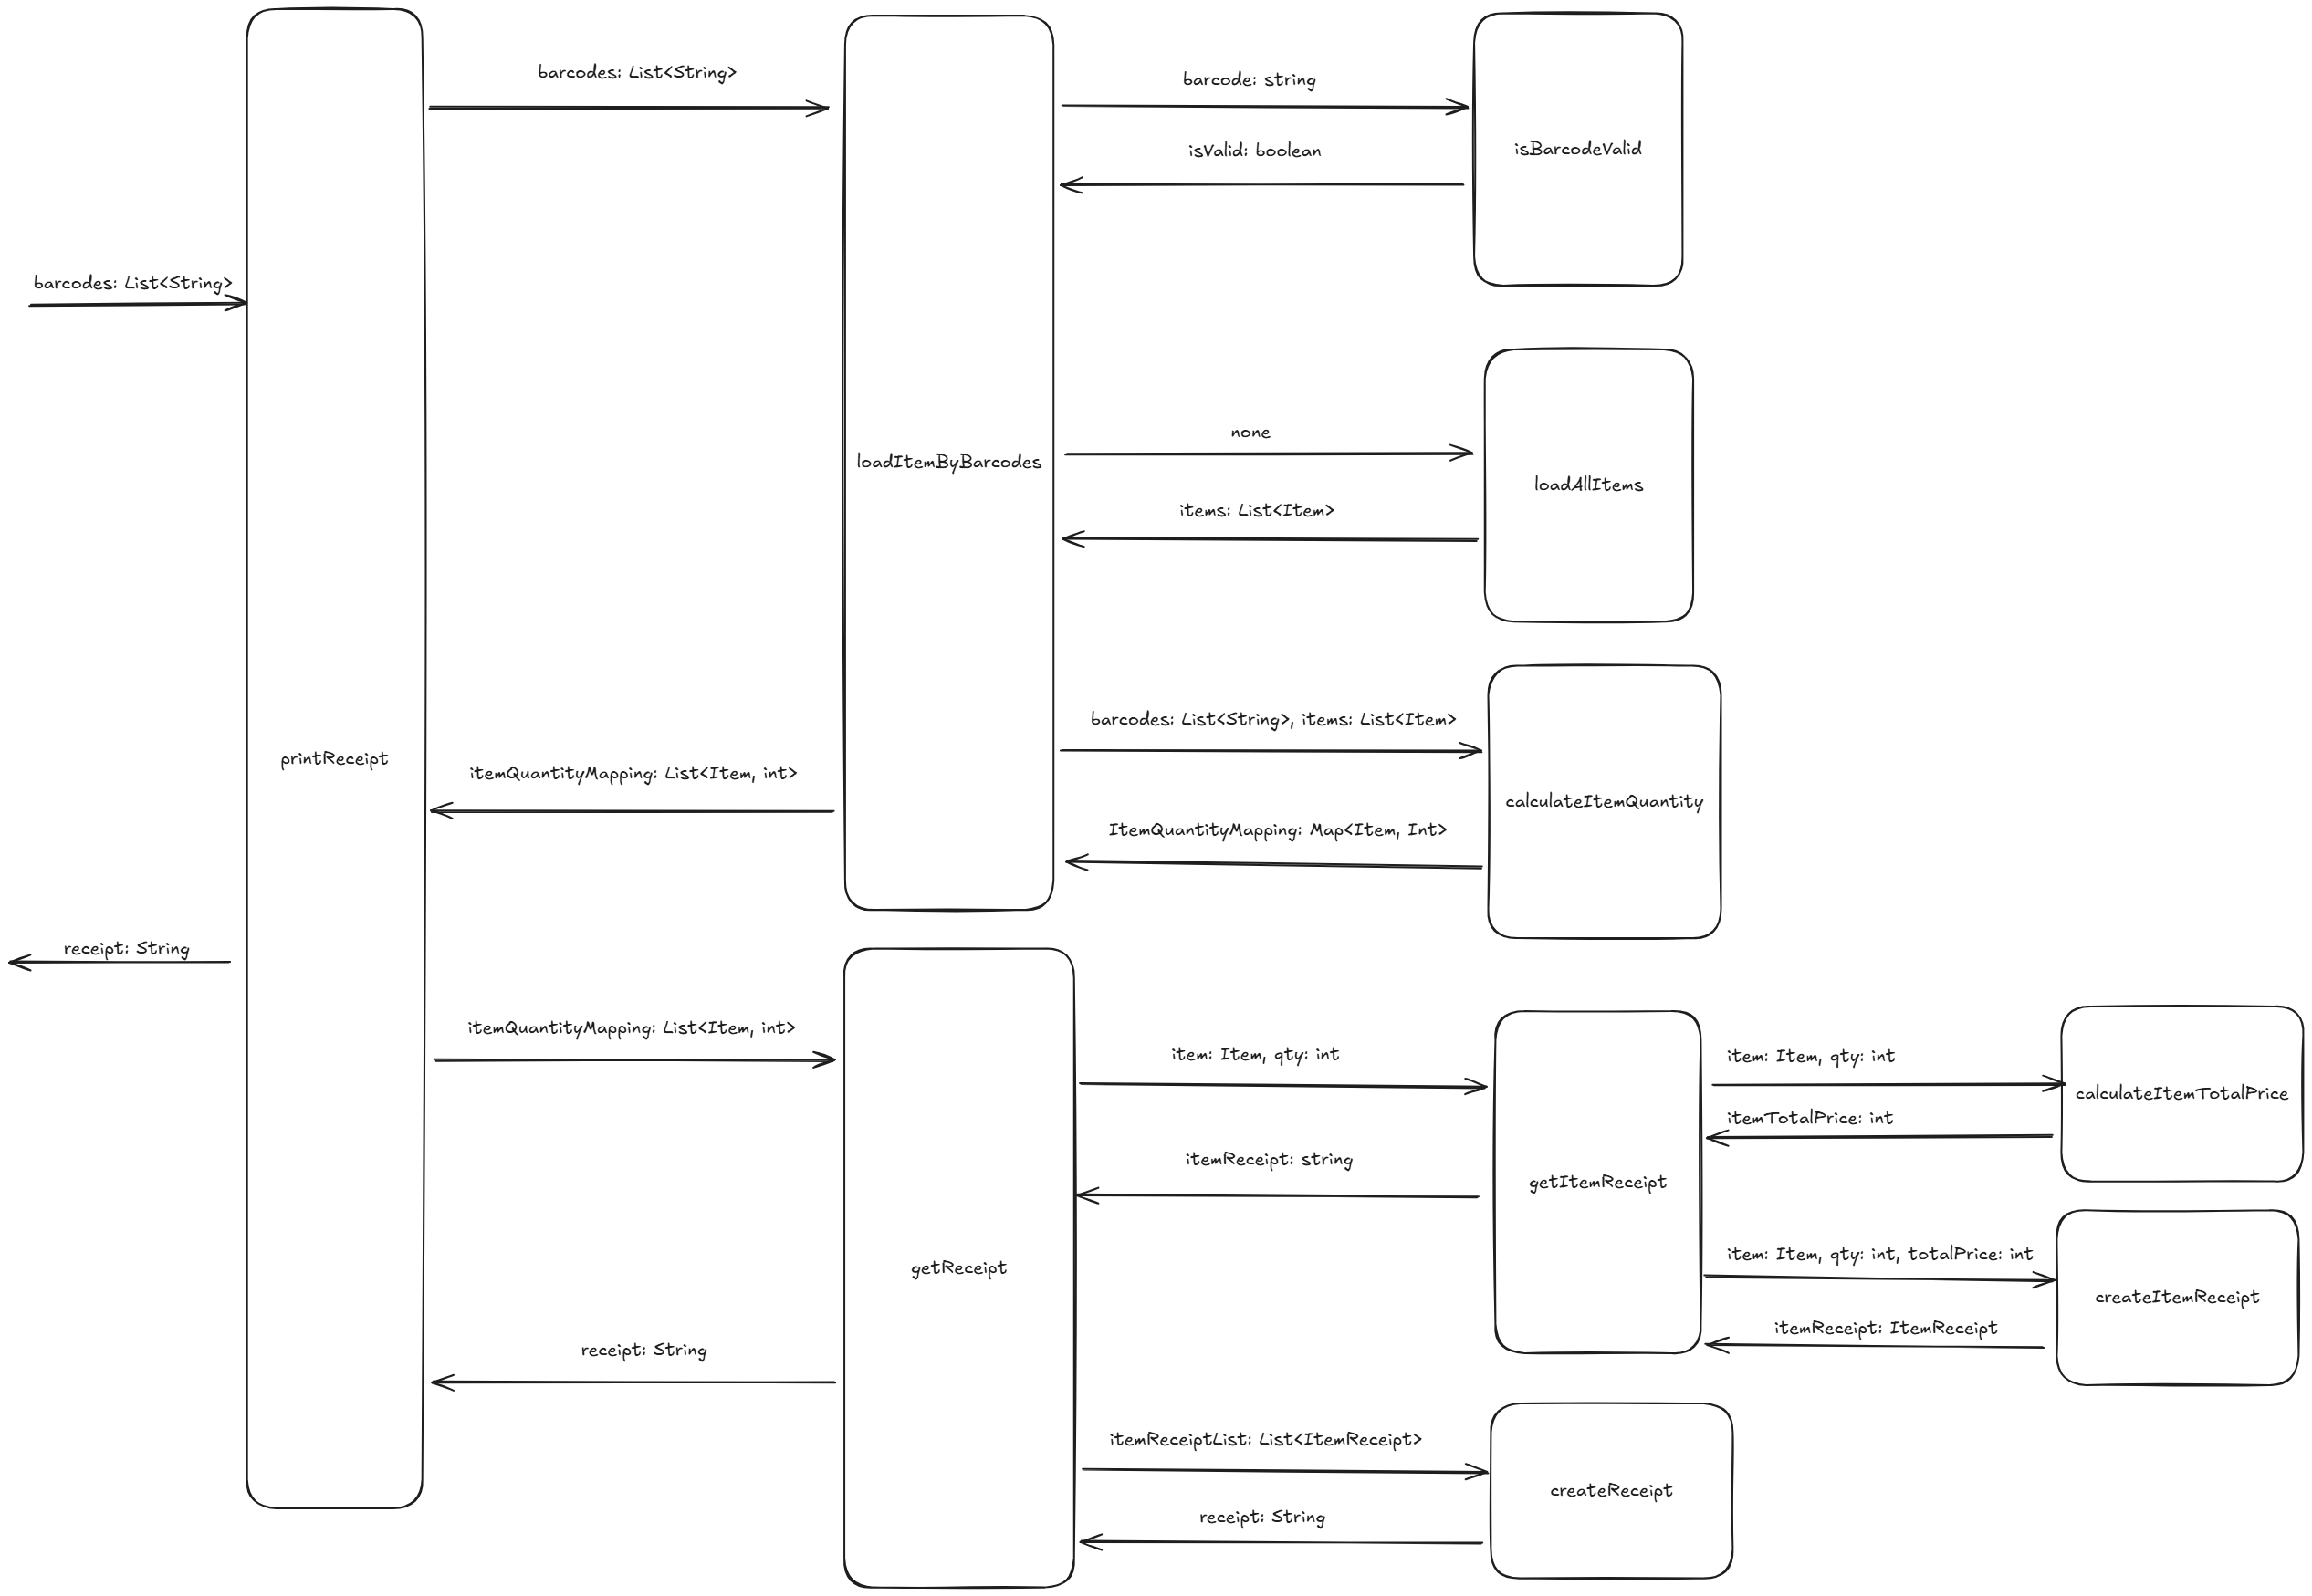 barcodes: List<String>
barcode: string
isValid: boolean
isBarcodeValid
barcodes: List<String>
none
loadItemByBarcodes
loadAllItems
items: List<Item>
barcodes: List<String>, items: List<Item>
printReceipt
itemQuantityMapping: List<Item, int>
calculateItemQuantity
ItemQuantityMapping: Map<Item, Int>
receipt: String
itemQuantityMapping: List<Item, int>
item: Item, qty: int
item: Item, qty: int
calculateItemTotalPrice
itemTotalPrice: int
itemReceipt: string
getItemReceipt
item: Item, qty: int, totalPrice: int
getReceipt
createItemReceipt
itemReceipt: ItemReceipt
receipt: String
itemReceiptList: List<ItemReceipt>
createReceipt
receipt: String